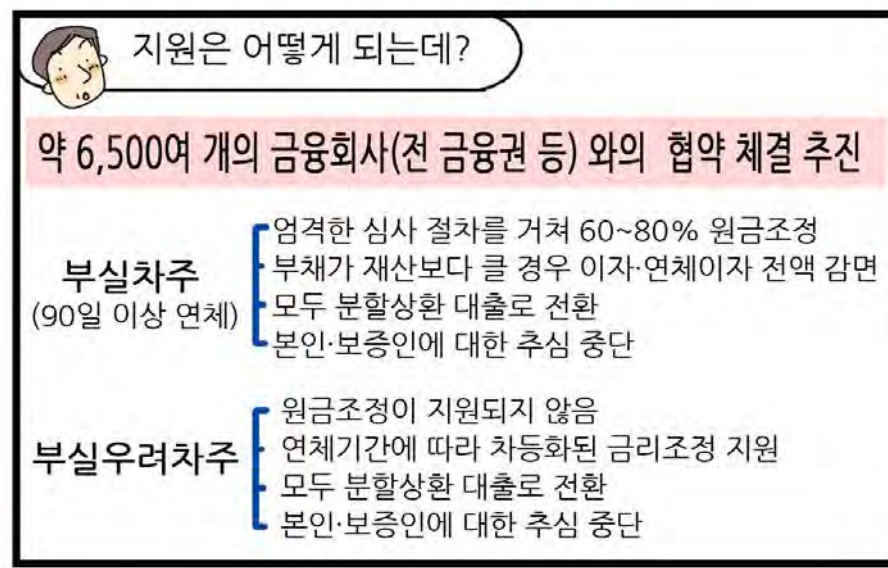 지원은 어떻게 되는데?
약 6,500여 개의 금융회사(전 금융권 등) 와의 협약 체결 추진
부실차주
(90일 이상 연체)
엄격한 심사 절차를 거쳐 60~80% 원금조정
부채가 재산보다 클 경우 이자·연체이자 전액 감면
모두 분할상환 대출로 전환
본인·보증인에 대한 추심 중단
부실우려차주
원금조정이 지원되지 않음
연체기간에 따라 차등화된 금리조정 지원
모두 분할상환 대출로 전환
본인·보증인에 대한 추심 중단